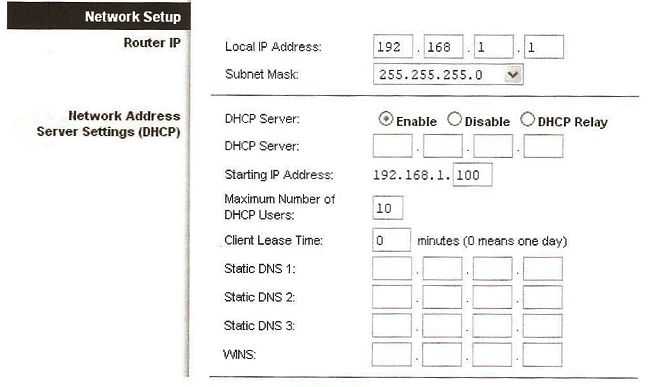 Network Setup
Router IP
Local IP Address: 192 . 168 . 1 . 1
Subnet Mask: 255.255.255.0
Network Address
Server Settings (DHCP)
DHCP Server: Enable Disable DHCP Relay
DHCP Server: . . .
Starting IP Address: 192.168.1. 100
Maximum Number of
DHCP Users: 10
Client Lease Time: 0 minutes (0 means one day)
Static DNS 1: . . .
Static DNS 2: . . .
Static DNS 3: . . .
WINS: . . .